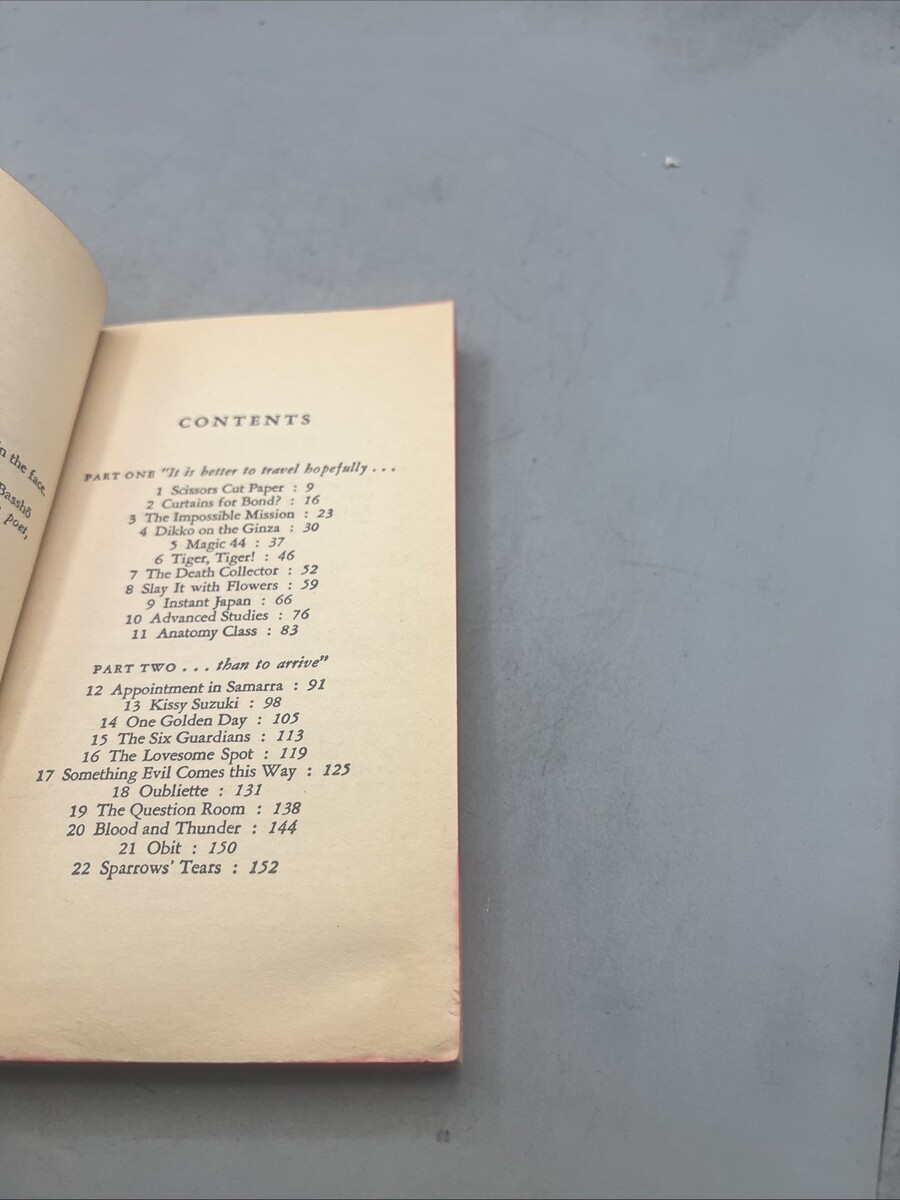 n the face,
Basshō
poet,
CONTENTS
PART ONE "It is better to travel hopefully . . .
1 Scissors Cut Paper : 9
2 Curtains for Bond? : 16
3 The Impossible Mission : 23
4 Dikko on the Ginza : 30
5 Magic 44 : 37
6 Tiger, Tiger! : 46
7 The Death Collector : 52
8 Slay It with Flowers : 59
9 Instant Japan : 66
10 Advanced Studies : 76
11 Anatomy Class : 83
PART TWO . . . than to arrive"
12 Appointment in Samarra : 91
13 Kissy Suzuki : 98
14 One Golden Day : 105
15 The Six Guardians : 113
16 The Lovesome Spot : 119
17 Something Evil Comes this Way : 125
18 Oubliette : 131
19 The Question Room : 138
20 Blood and Thunder : 144
21 Obit : 150
22 Sparrows' Tears : 152